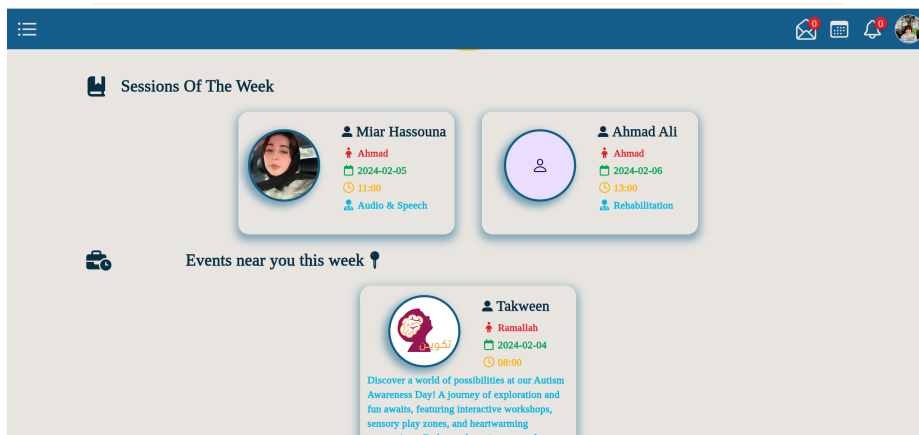 0
0
Sessions Of The Week
Miar Hassouna
Ahmad
2024-02-05
11:00
Audio & Speech
Ahmad Ali
Ahmad
2024-02-06
13:00
Rehabilitation
Events near you this week
Takween
Ramallah
2024-02-04
08:00
تكوين
Discover a world of possibilities at our Autism
Awareness Day! A journey of exploration and
fun awaits, featuring interactive workshops,
sensory play zones, and heartwarming